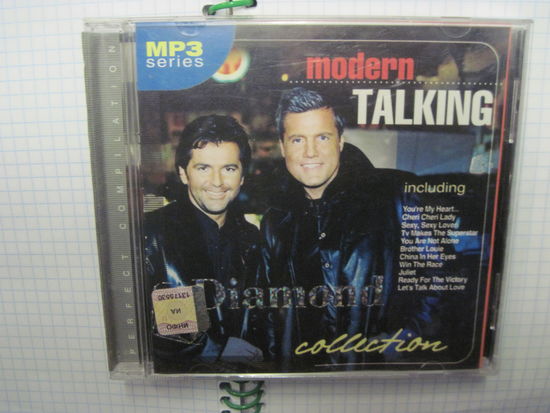 MP3
series
modern
TALKING
including
You're My Heart...
Cheri Cheri Lady
Sexy, Sexy Lover
Tv Makes The Superstar
You Are Not Alone
Brother Louie
China In Her Eyes
Win The Race
Juliet
Ready For The Victory
Let's Talk About Love
Diamond
collection
PERFECT COMPILATION
ИНФО